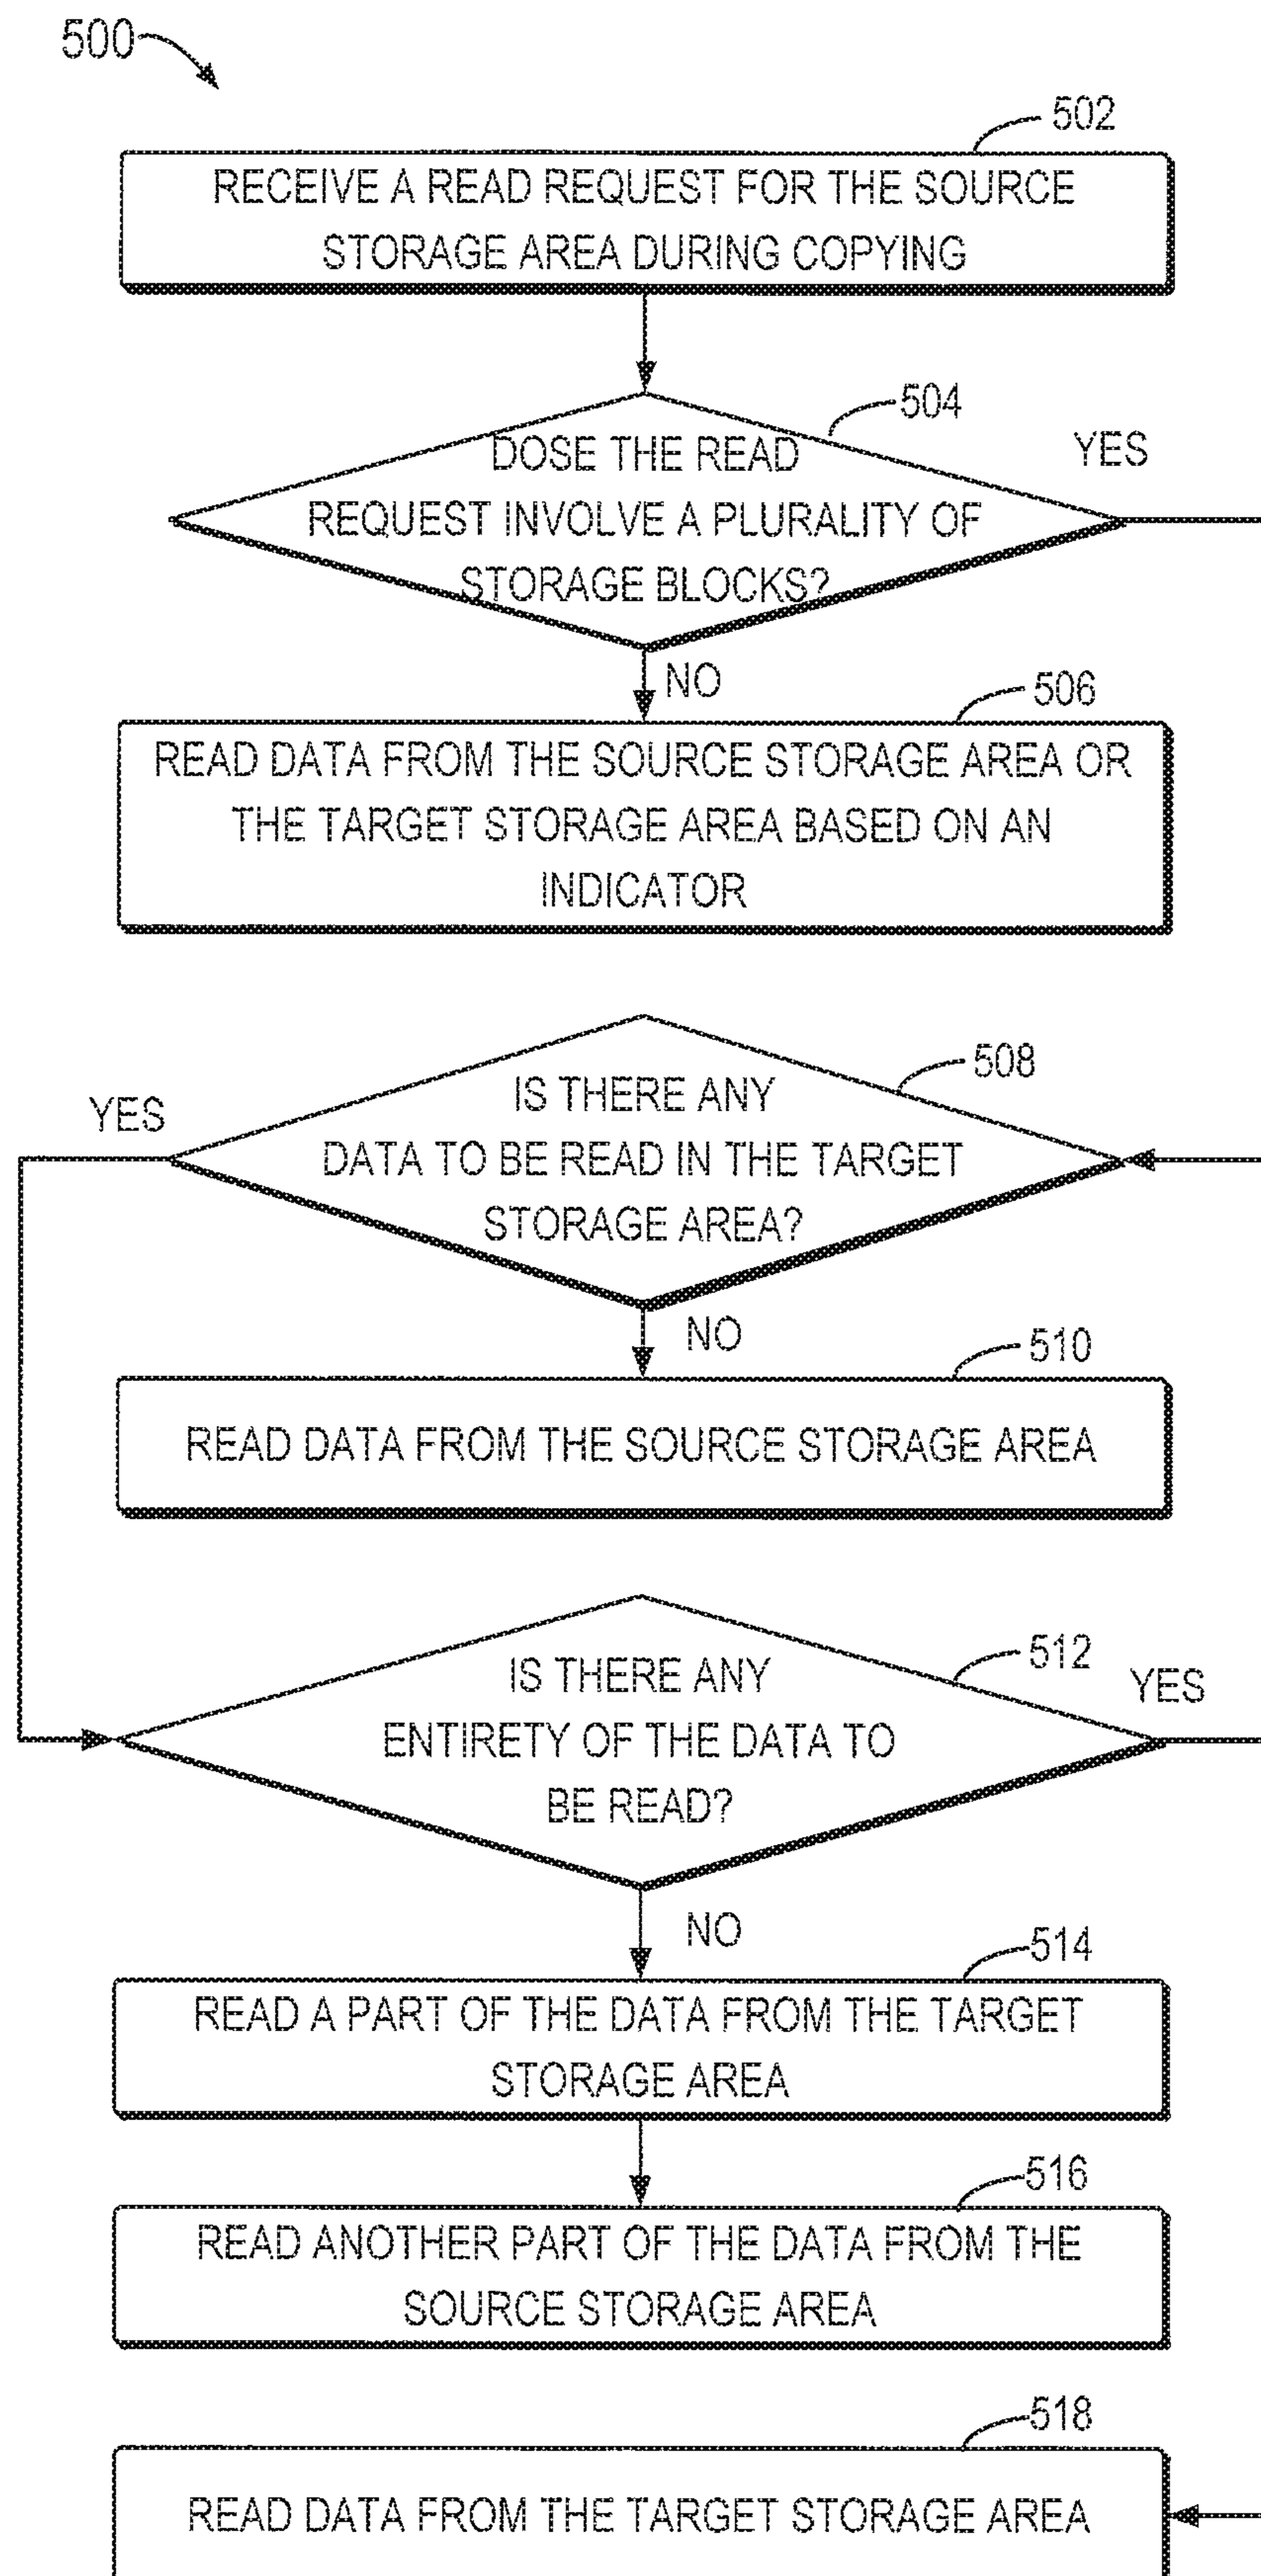 500
502
RECEIVE A READ REQUEST FOR THE SOURCE
STORAGE AREA DURING COPYING
504
DOSE THE READ
REQUEST INVOLVE A PLURALITY OF
STORAGE BLOCKS?
YES
NO
506
READ DATA FROM THE SOURCE STORAGE AREA OR
THE TARGET STORAGE AREA BASED ON AN
INDICATOR
508
YES
IS THERE ANY
DATA TO BE READ IN THE TARGET
STORAGE AREA?
NO
510
READ DATA FROM THE SOURCE STORAGE AREA
512
YES
IS THERE ANY
ENTIRETY OF THE DATA TO
BE READ?
NO
514
READ A PART OF THE DATA FROM THE TARGET
STORAGE AREA
516
READ ANOTHER PART OF THE DATA FROM THE
SOURCE STORAGE AREA
518
READ DATA FROM THE TARGET STORAGE AREA